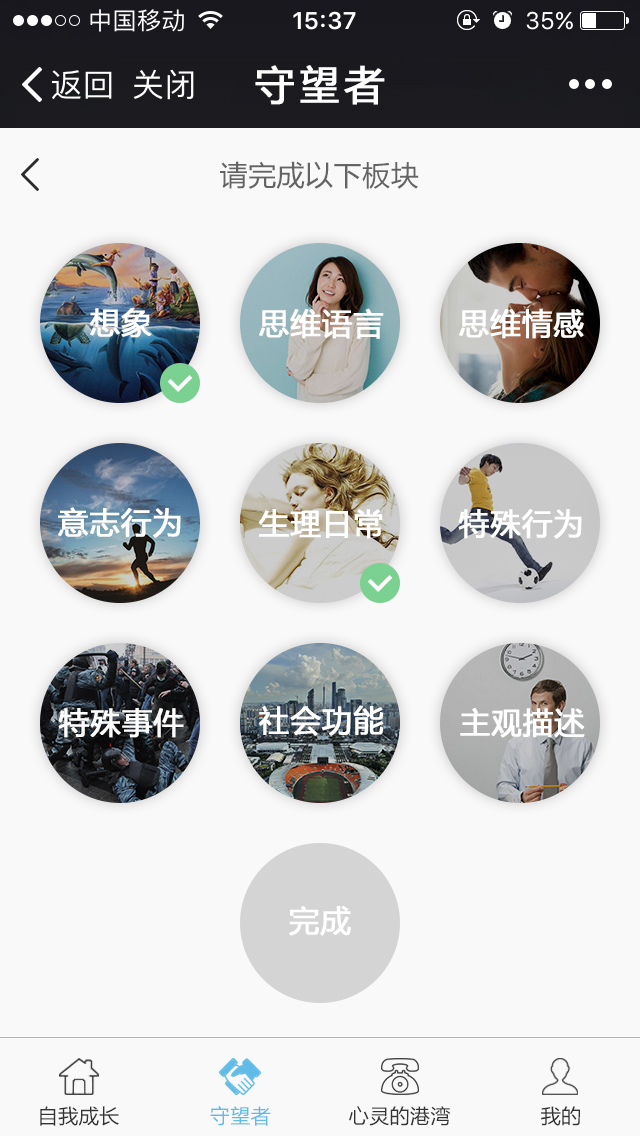 中国移动 15:37 35%
返回 关闭 守望者
请完成以下板块
想象 思维语言 思维情感
意志行为 生理日常 特殊行为
特殊事件 社会功能 主观描述
完成
自我成长 守望者 心灵的港湾 我的